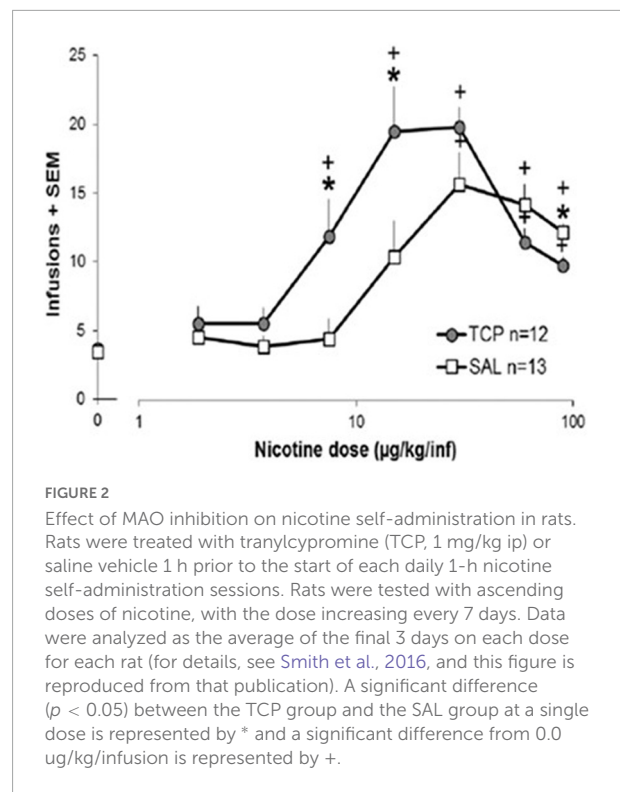 25
+
*
+
20
+
+
*
+
+
15
+
*
+
+
10
5
TCP n=12
SAL n=13
0
0
1
10
100
Infusions + SEM
Nicotine dose (µg/kg/inf)
FIGURE 2
Effect of MAO inhibition on nicotine self-administration in rats.
Rats were treated with tranylcypromine (TCP, 1 mg/kg ip) or
saline vehicle 1 h prior to the start of each daily 1-h nicotine
self-administration sessions. Rats were tested with ascending
doses of nicotine, with the dose increasing every 7 days. Data
were analyzed as the average of the final 3 days on each dose
for each rat (for details, see Smith et al., 2016, and this figure is
reproduced from that publication). A significant difference
(p < 0.05) between the TCP group and the SAL group at a single
dose is represented by * and a significant difference from 0.0
ug/kg/infusion is represented by +.